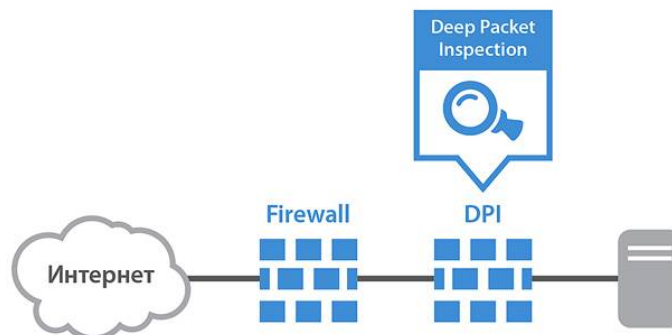 Deep Packet
Inspection
Firewall
DPI
Интернет